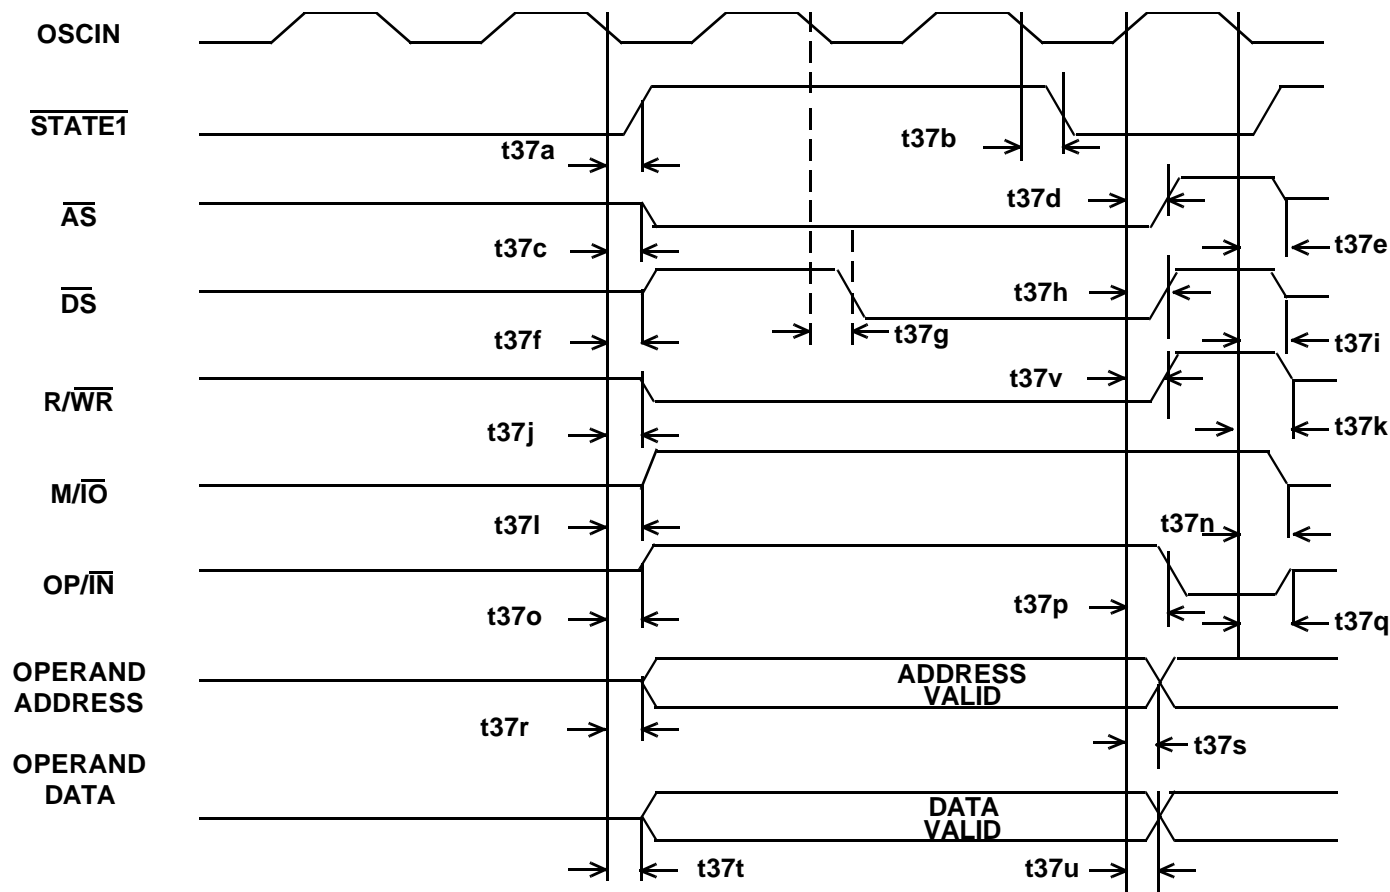 OSCIN
STATE1
t37a
t37b
AS
t37c
t37d
t37e
DS
t37f
t37g
t37h
t37i
R/WR
t37j
t37v
t37k
M/IO
t37l
t37n
OP/IN
t37o
t37p
t37q
OPERAND
ADDRESS
ADDRESS
VALID
t37r
t37s
OPERAND
DATA
DATA
VALID
t37t
t37u